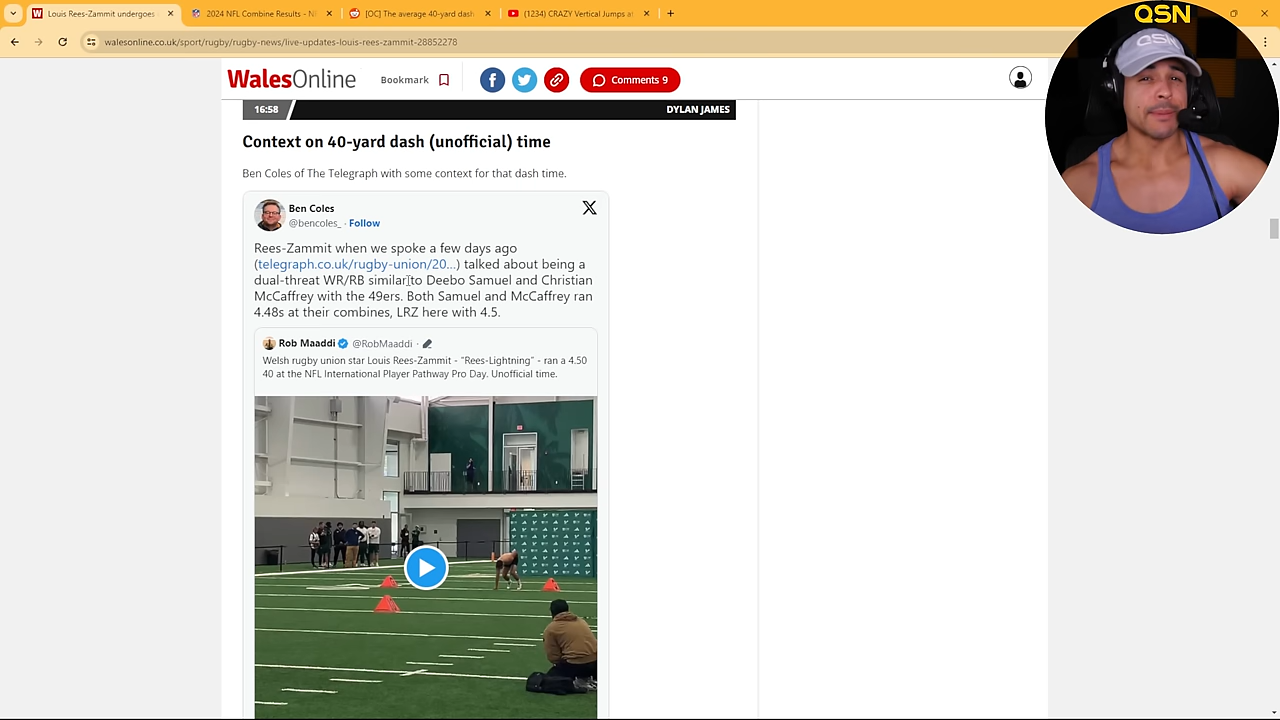 Louis Rees-Zammit undergoes
2024 NFL Combine Results - N
[OC] The average 40-yard dash
(1234) CRAZY Vertical Jumps a
walesonline.co.uk/sport/rugby/rugby-news/live-updates-louis-rees-zammit-28852278
QSN
QSN
WalesOnline
Bookmark
Comments 9
16:58
DYLAN JAMES
Context on 40-yard dash (unofficial) time
Ben Coles of The Telegraph with some context for that dash time.
Ben Coles
@bencoles_ · Follow
Rees-Zammit when we spoke a few days ago
(telegraph.co.uk/rugby-union/20...) talked about being a
dual-threat WR/RB similar to Deebo Samuel and Christian
McCaffrey with the 49ers. Both Samuel and McCaffrey ran
4.48s at their combines, LRZ here with 4.5.
Rob Maaddi @RobMaaddi ·
Welsh rugby union star Louis Rees-Zammit - "Rees-Lightning" - ran a 4.50
40 at the NFL International Player Pathway Pro Day. Unofficial time.